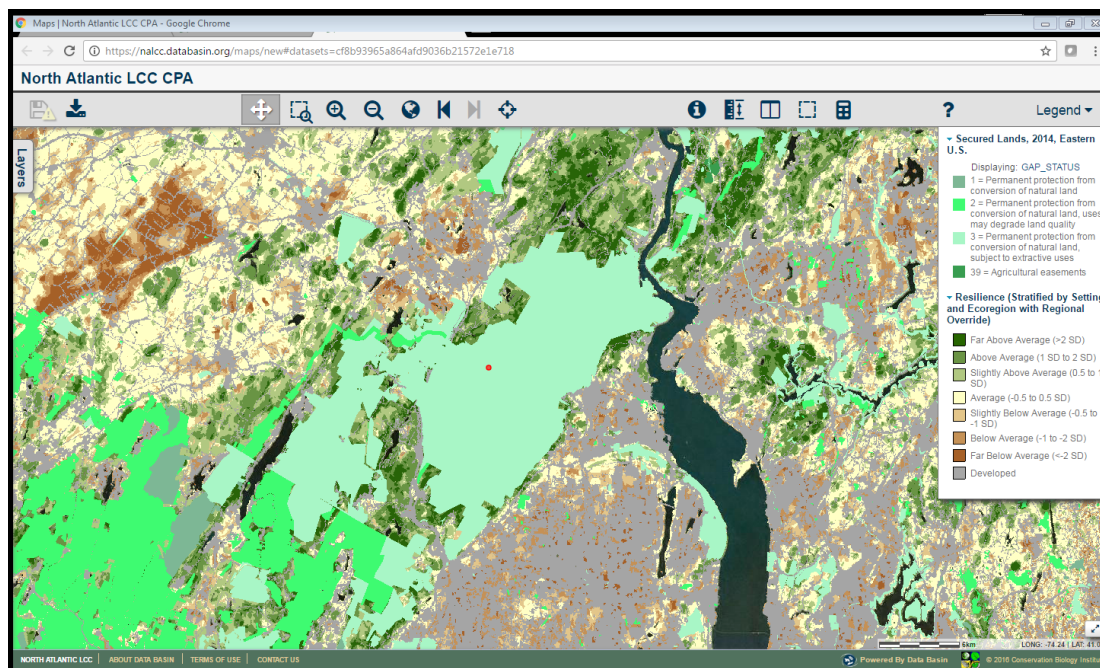 Maps | North Atlantic LCC CPA - Google Chrome
https://nalcc.databasin.org/maps/new#datasets=cf8b93965a864afd9036b21572e1e718
North Atlantic LCC CPA
?
Legend
Layers
Secured Lands, 2014, Eastern
U.S.
Displaying: GAP_STATUS
1 = Permanent protection from
conversion of natural land
2 = Permanent protection from
conversion of natural land, uses
may degrade land quality
3 = Permanent protection from
conversion of natural land,
subject to extractive uses
39 = Agricultural easements
Resilience (Stratified by Setting
and Ecoregion with Regional
Override)
Far Above Average (>2 SD)
Above Average (1 SD to 2 SD)
Slightly Above Average (0.5 to
SD)
Average (-0.5 to 0.5 SD)
Slightly Below Average (-0.5 to
-1 SD)
Below Average (-1 to -2 SD)
Far Below Average (<-2 SD)
Developed
6km
LONG: -74.24 | LAT: 41.0
NORTH ATLANTIC LCC | ABOUT DATA BASIN | TERMS OF USE | CONTACT US
Powered By Data Basin
© 2016 Conservation Biology